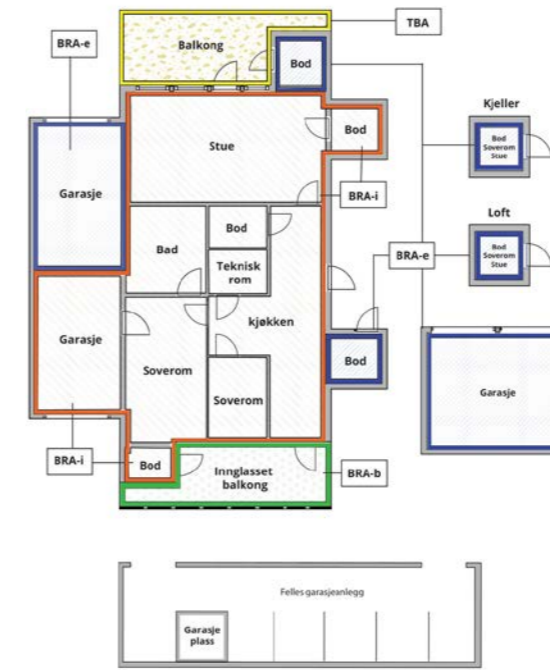 TBA
BRA-e
Balkong
Bod
Kjeller
Bod
Soverom
Stue
Stue
Bod
BRA-i
Garasje
Loft
Bod
Soverom
Stue
Bad
Bod
Teknisk
rom
BRA-e
kjøkken
Garasje
Soverom
Soverom
Bod
Garasje
BRA-i
Bod
Innglasset
balkong
BRA-b
Felles garasjeanlegg
Garasje
plass